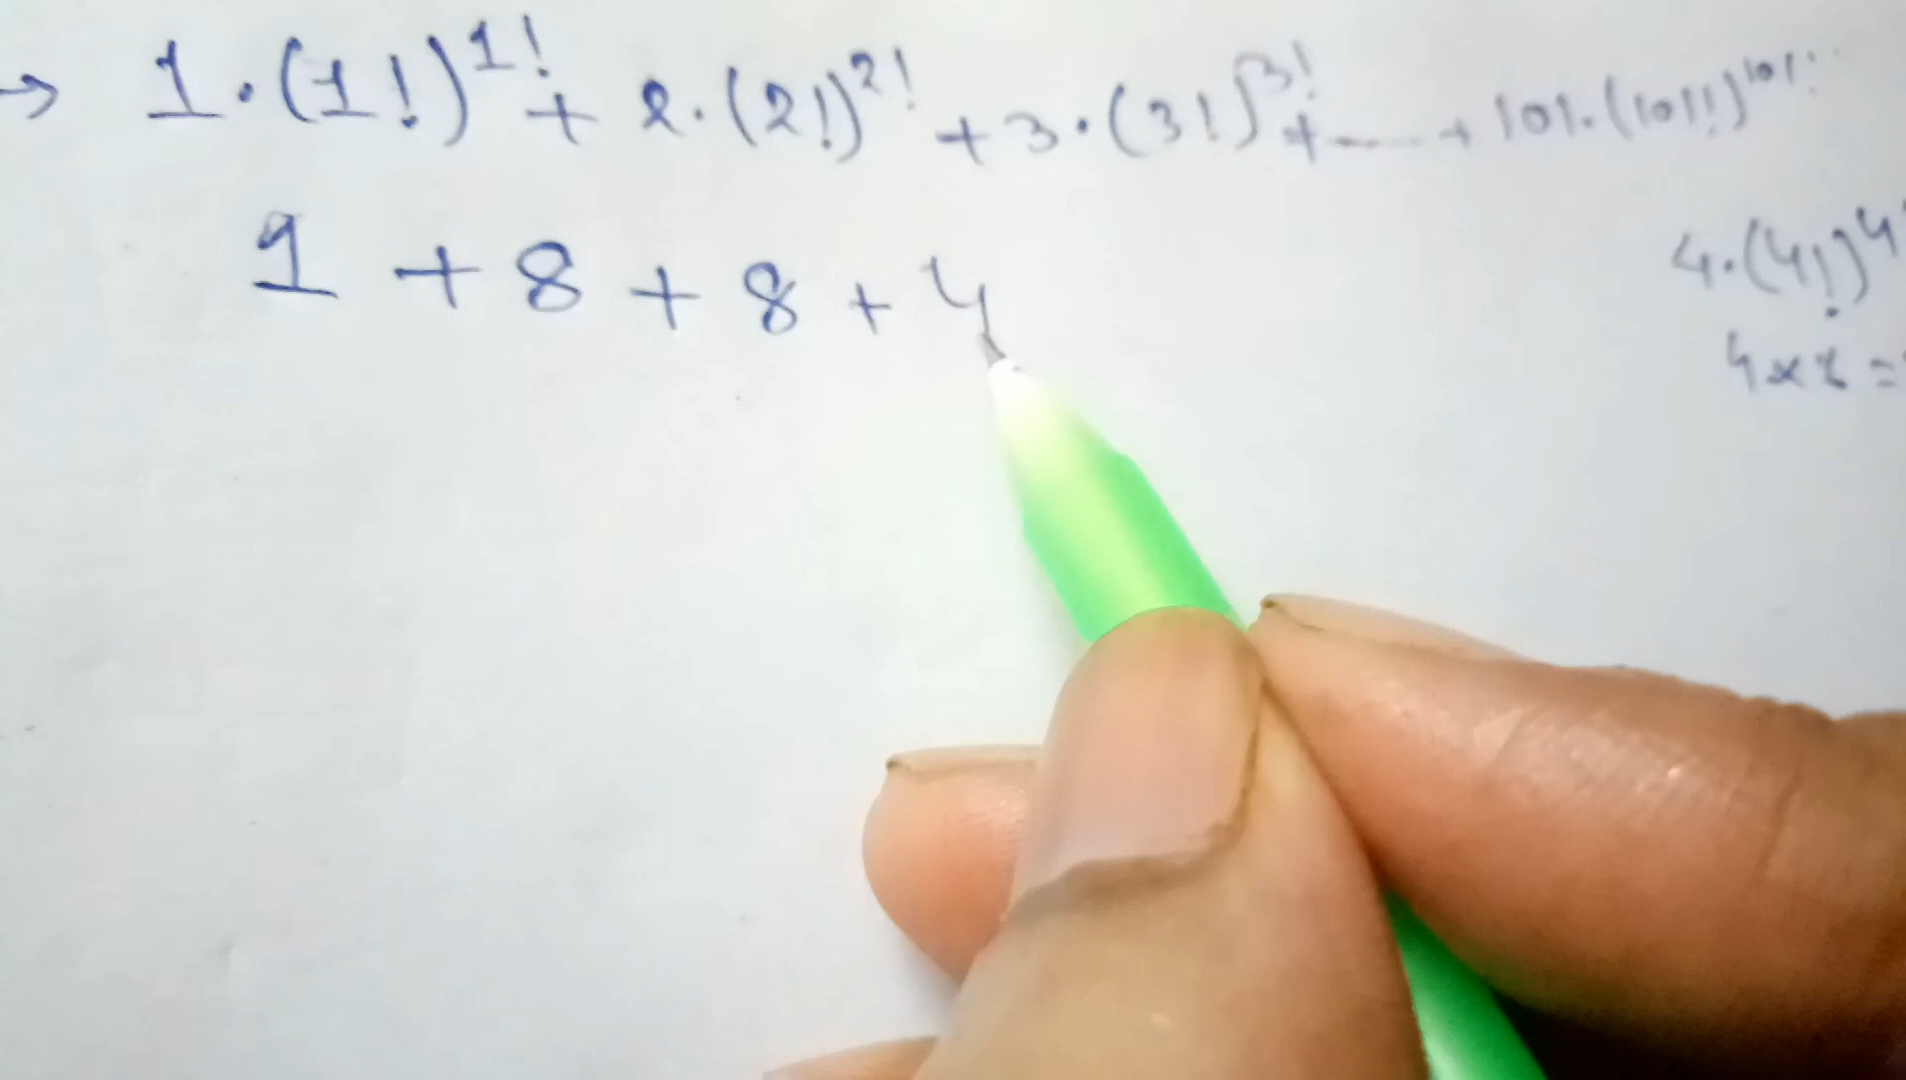 → 1·(1!)^1! + 2·(2!)^2! + 3·(3!)^3! + ...... + 101·(101!)^101!
1 + 8 + 8 + 4
4·(4!)^4
4×